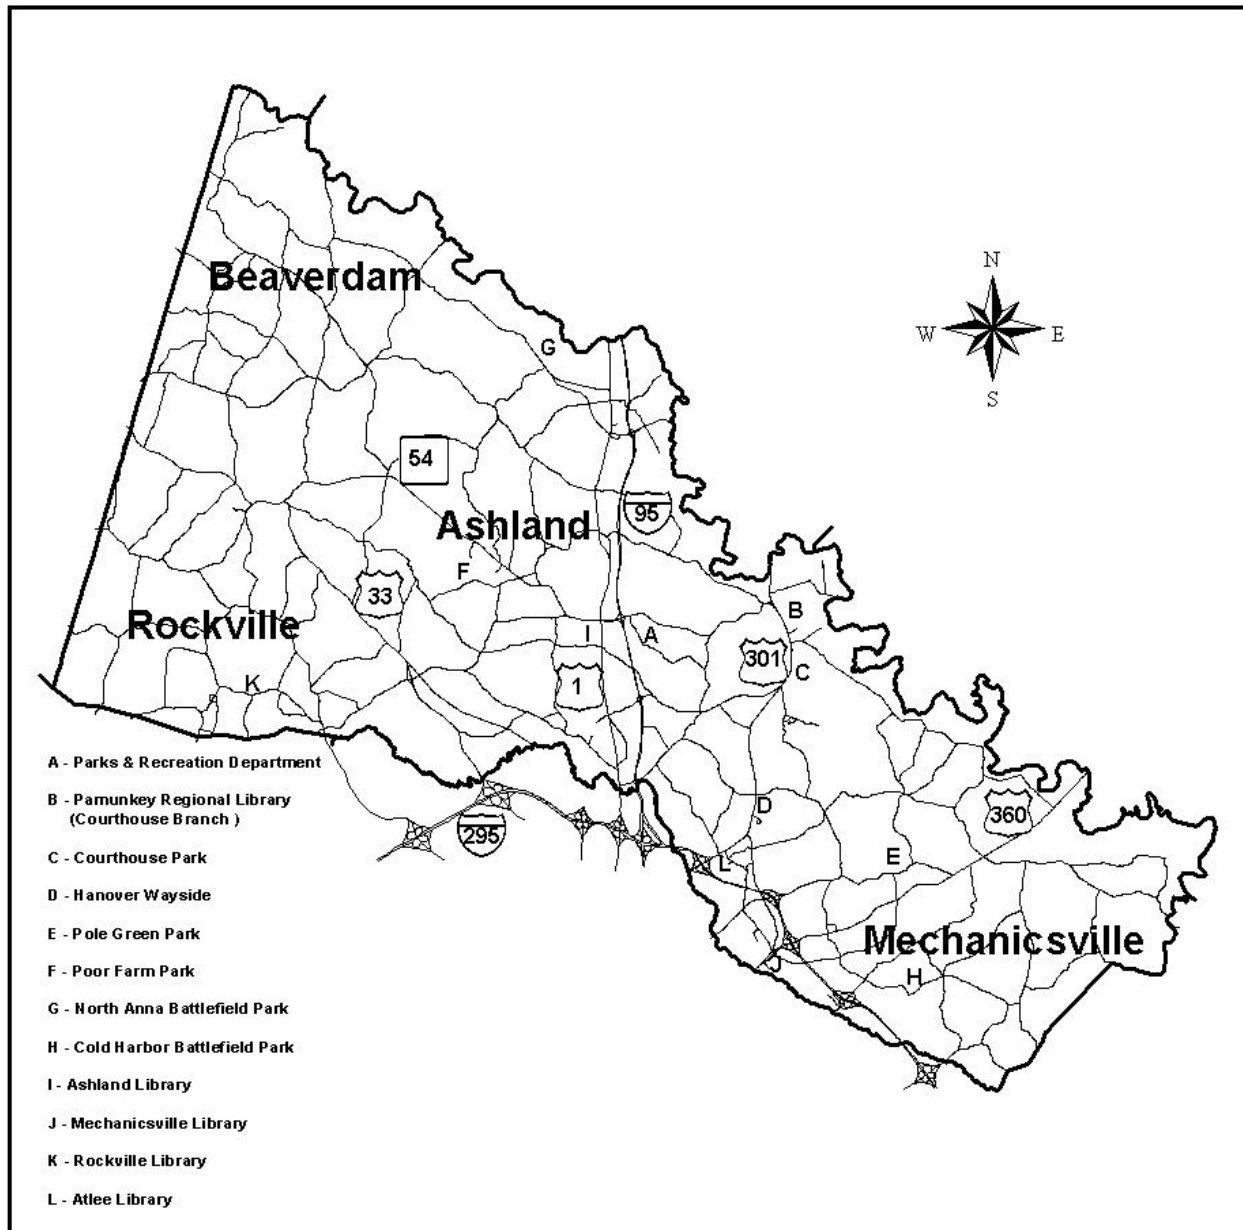 N
W E
S
Beaverdam
G
54
95
Ashland
F
33
B
Rockville
I A
301
C
K
1
D
360
295
E
L
Mechanicsville
J
H
A - Parks & Recreation Department
B - Pamunkey Regional Library
(Courthouse Branch )
C - Courthouse Park
D - Hanover Wayside
E - Pole Green Park
F - Poor Farm Park
G - North Anna Battlefield Park
H - Cold Harbor Battlefield Park
I - Ashland Library
J - Mechanicsville Library
K - Rockville Library
L - Atlee Library